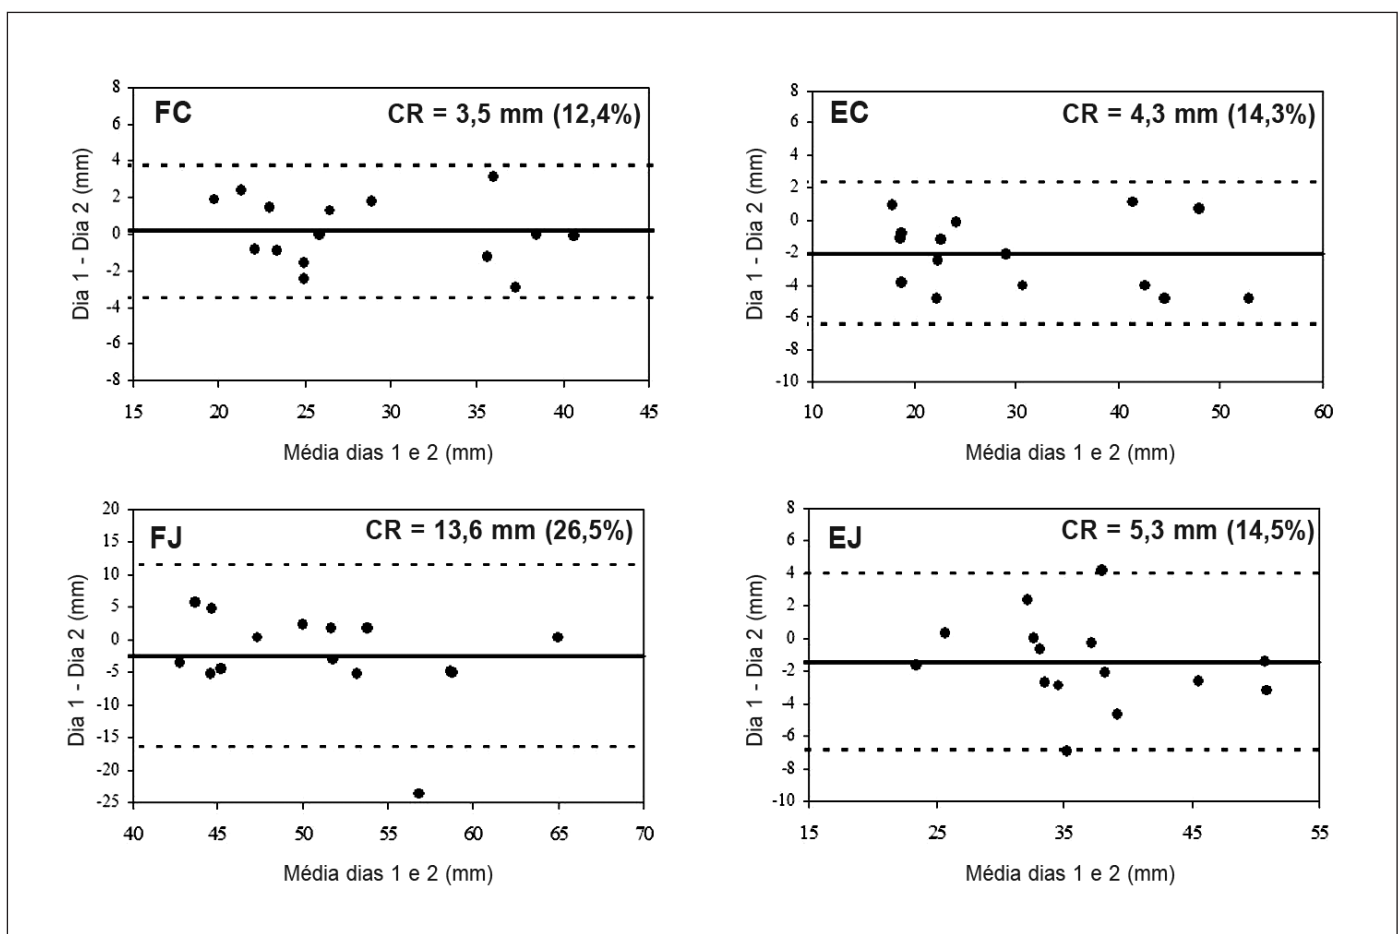 FC
CR = 3,5 mm (12,4%)
Dia 1 - Dia 2 (mm)
8
6
4
2
0
-2
-4
-6
-8
15 20 25 30 35 40 45
Média dias 1 e 2 (mm)
EC
CR = 4,3 mm (14,3%)
Dia 1 - Dia 2 (mm)
8
6
4
2
0
-2
-4
-6
-8
-10
10 20 30 40 50 60
Média dias 1 e 2 (mm)
FJ
CR = 13,6 mm (26,5%)
Dia 1 - Dia 2 (mm)
20
15
10
5
0
-5
-10
-15
-20
-25
40 45 50 55 60 65 70
Média dias 1 e 2 (mm)
EJ
CR = 5,3 mm (14,5%)
Dia 1 - Dia 2 (mm)
8
6
4
2
0
-2
-4
-6
-8
-10
15 25 35 45 55
Média dias 1 e 2 (mm)